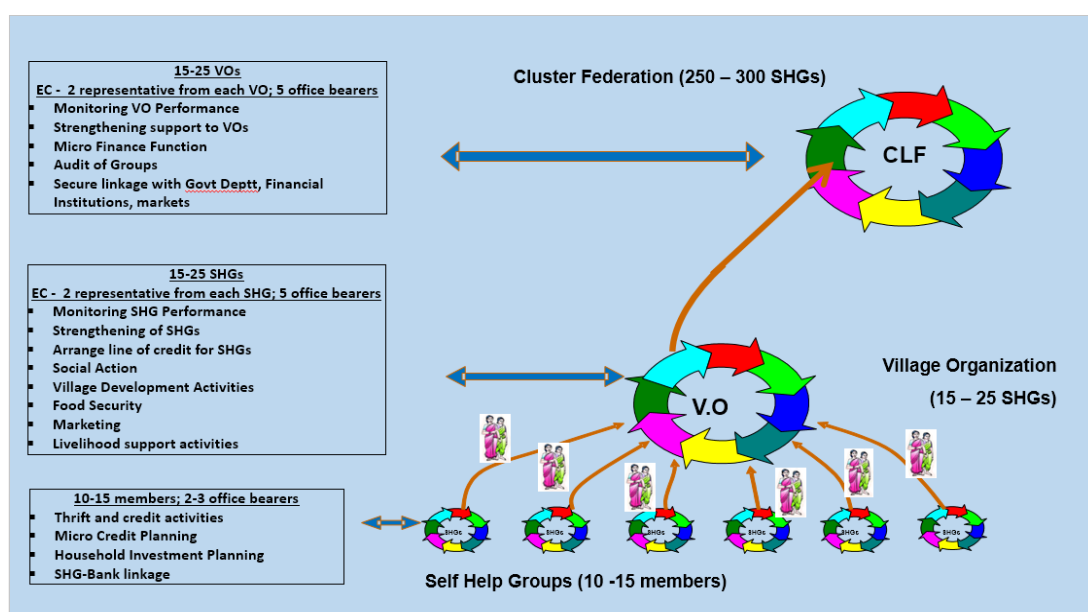 15-25 VOs
EC -  2 representative from each VO; 5 office bearers
▪ Monitoring VO Performance
▪ Strengthening support to VOs
▪ Micro Finance Function
▪ Audit of Groups
▪ Secure linkage with Govt Deptt, Financial
Institutions, markets
Cluster Federation (250 – 300 SHGs)
CLF
15-25 SHGs
EC -  2 representative from each SHG; 5 office bearers
▪ Monitoring SHG Performance
▪ Strengthening of SHGs
▪ Arrange line of credit for SHGs
▪ Social Action
▪ Village Development Activities
▪ Food Security
▪ Marketing
▪ Livelihood support activities
V.O
Village Organization
(15 – 25 SHGs)
10-15 members; 2-3 office bearers
▪ Thrift and credit activities
▪ Micro Credit Planning
▪ Household Investment Planning
▪ SHG-Bank linkage
SHGs
SHGs
SHGs
SHGs
SHGs
SHGs
Self Help Groups (10 -15 members)